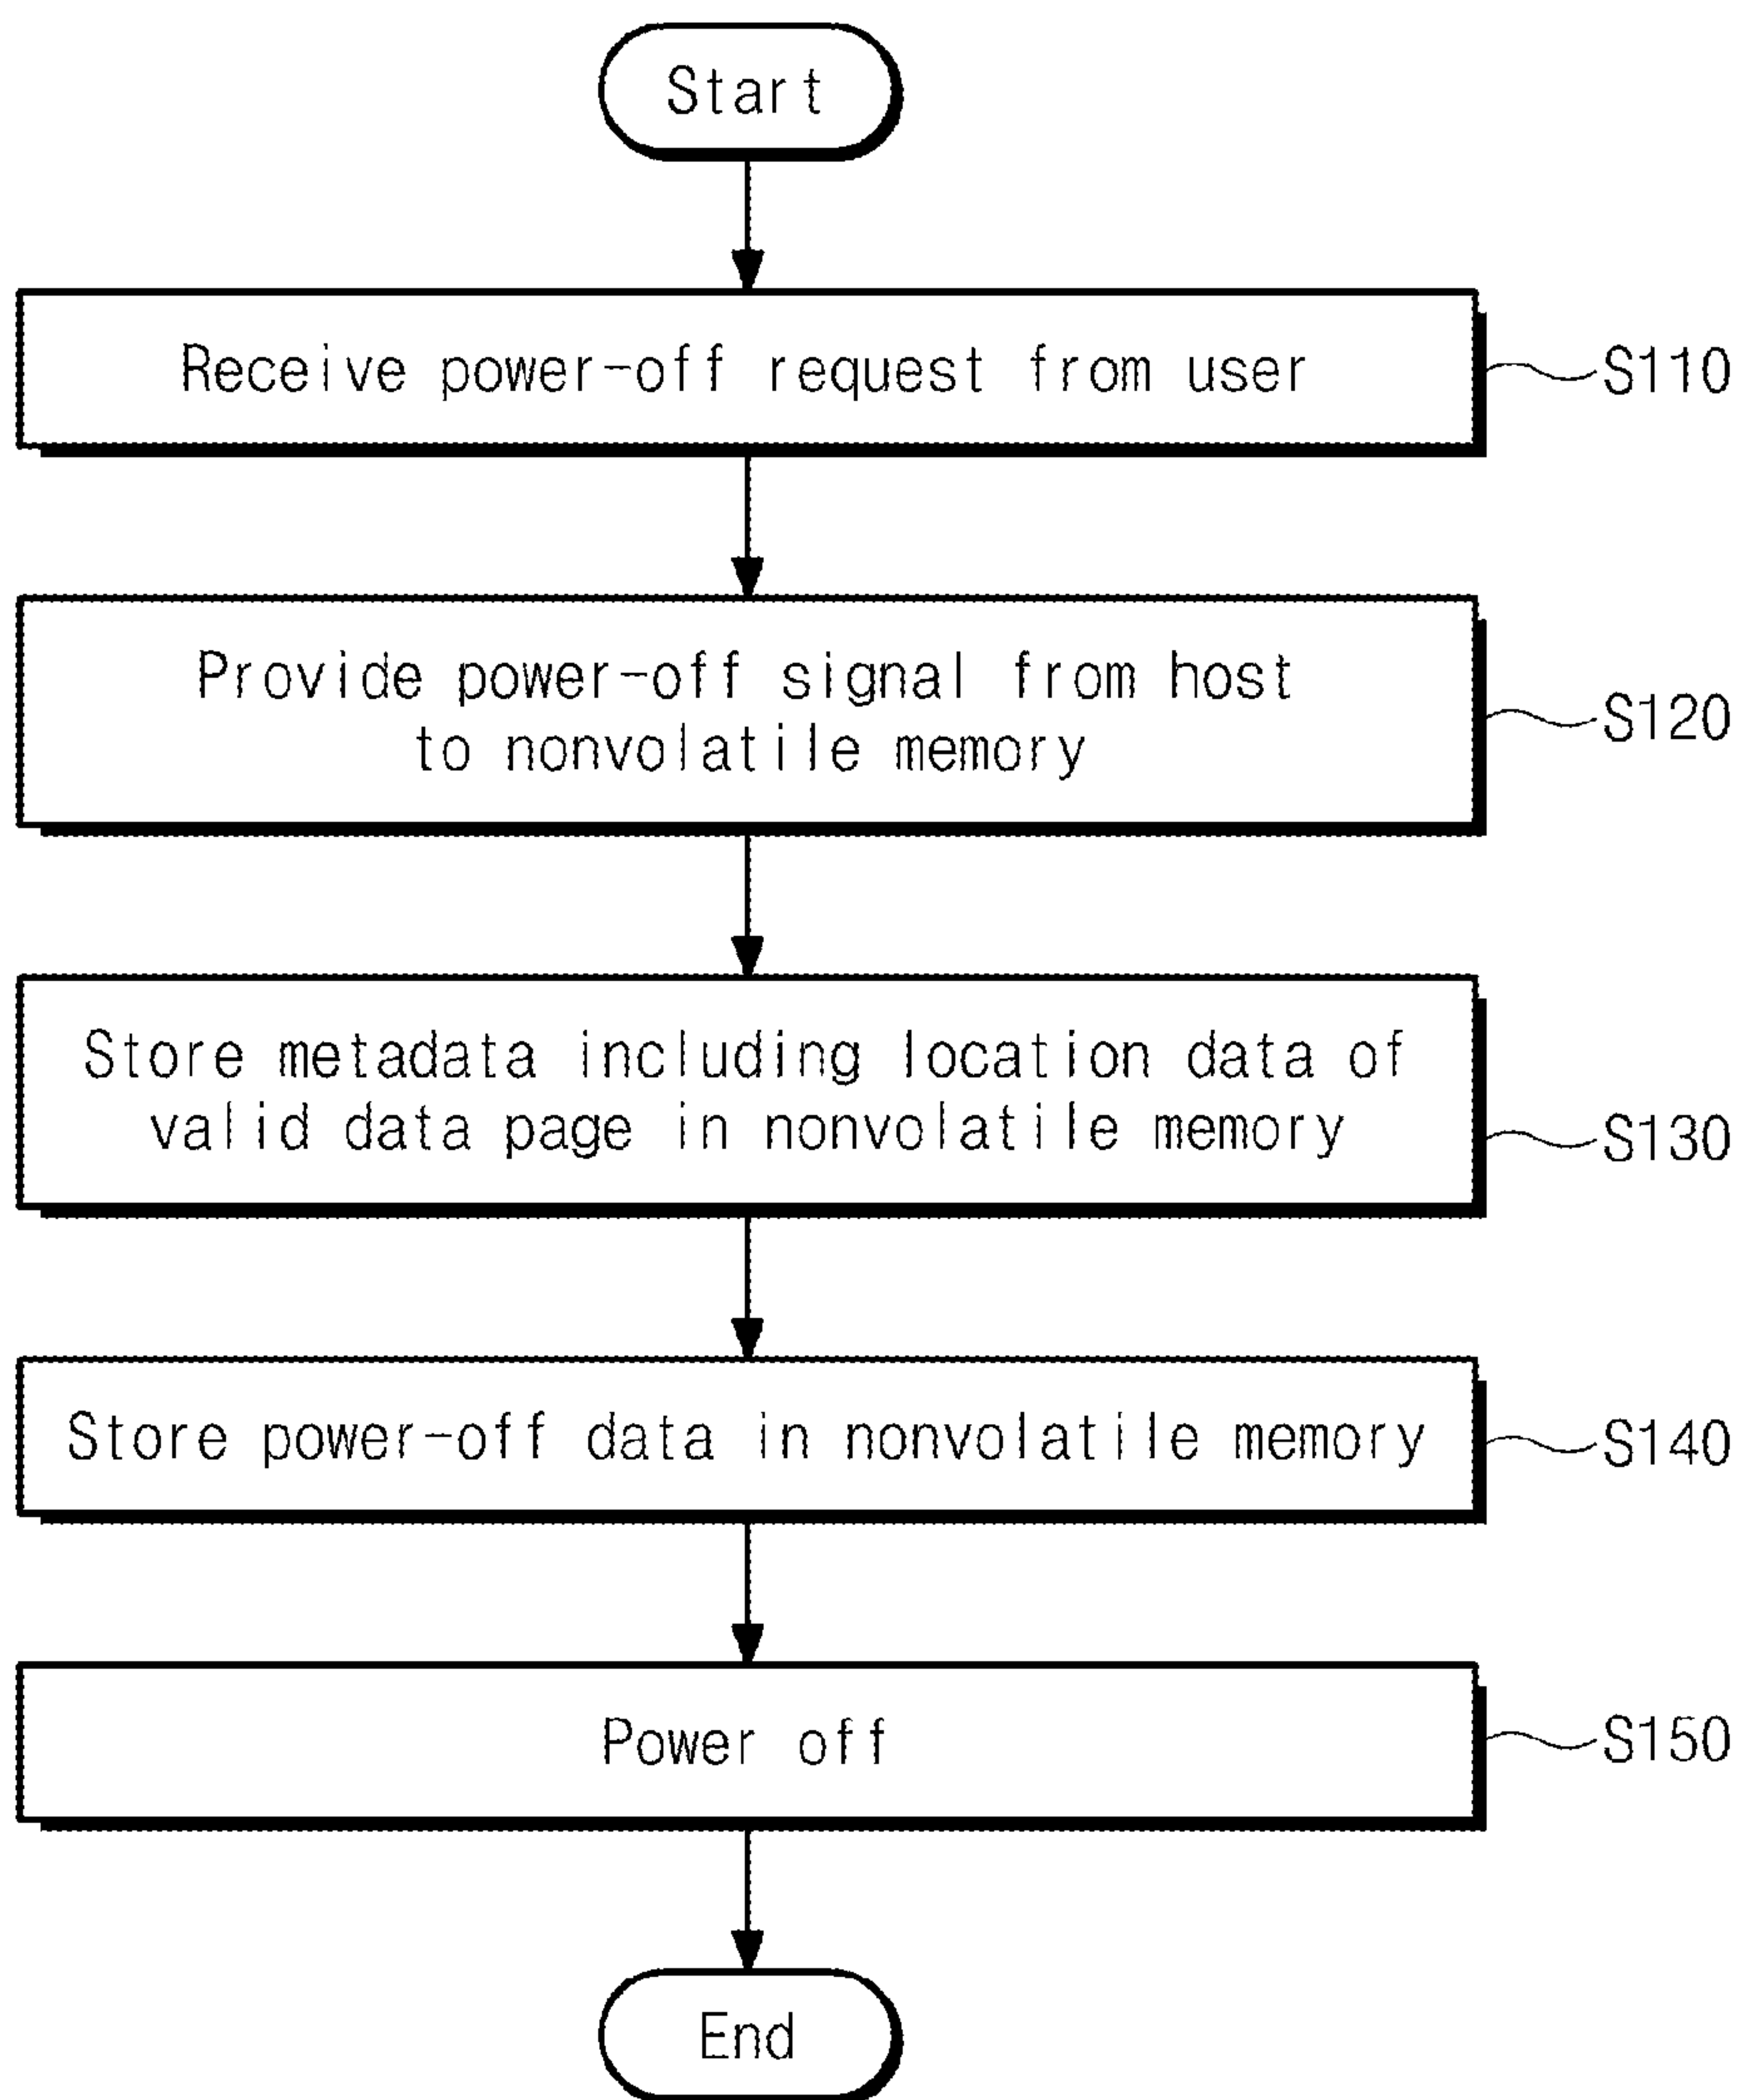 Start
Receive power-off request from user
S110
Provide power-off signal from host
to nonvolatile memory
S120
Store metadata including location data of
valid data page in nonvolatile memory
S130
Store power-off data in nonvolatile memory
S140
Power off
S150
End